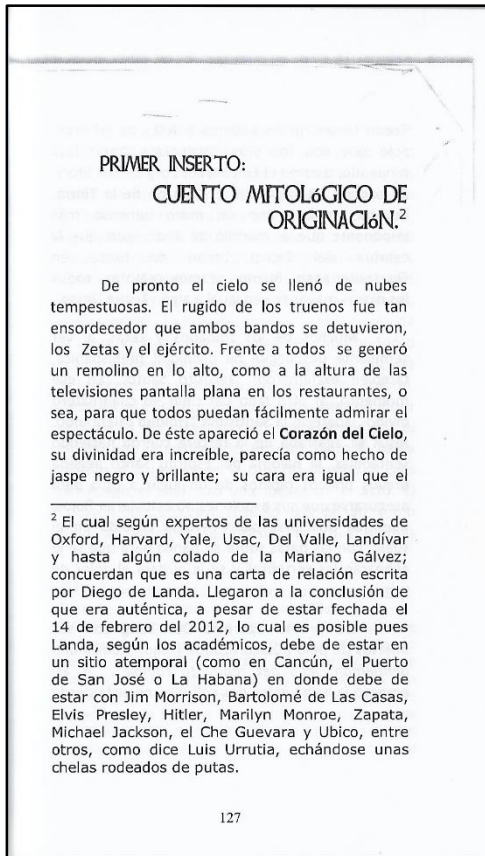 PRIMER INSERTO:
CUENTO MITOLóGICO DE
ORIGINACIóN.²
De pronto el cielo se llenó de nubes
tempestuosas. El rugido de los truenos fue tan
ensordecedor que ambos bandos se detuvieron,
los Zetas y el ejército. Frente a todos se generó
un remolino en lo alto, como a la altura de las
televisiones pantalla plana en los restaurantes, o
sea, para que todos puedan fácilmente admirar el
espectáculo. De éste apareció el Corazón del Cielo,
su divinidad era increíble, parecía como hecho de
jaspe negro y brillante; su cara era igual que el
² El cual según expertos de las universidades de
Oxford, Harvard, Yale, Usac, Del Valle, Landívar
y hasta algún colado de la Mariano Gálvez;
concuerdan que es una carta de relación escrita
por Diego de Landa. Llegaron a la conclusión de
que era auténtica, a pesar de estar fechada el
14 de febrero del 2012, lo cual es posible pues
Landa, según los académicos, debe de estar en
un sitio atemporal (como en Cancún, el Puerto
de San José o La Habana) en donde debe de
estar con Jim Morrison, Bartolomé de Las Casas,
Elvis Presley, Hitler, Marilyn Monroe, Zapata,
Michael Jackson, el Che Guevara y Ubico, entre
otros, como dice Luis Urrutia, echándose unas
chelas rodeados de putas.
127